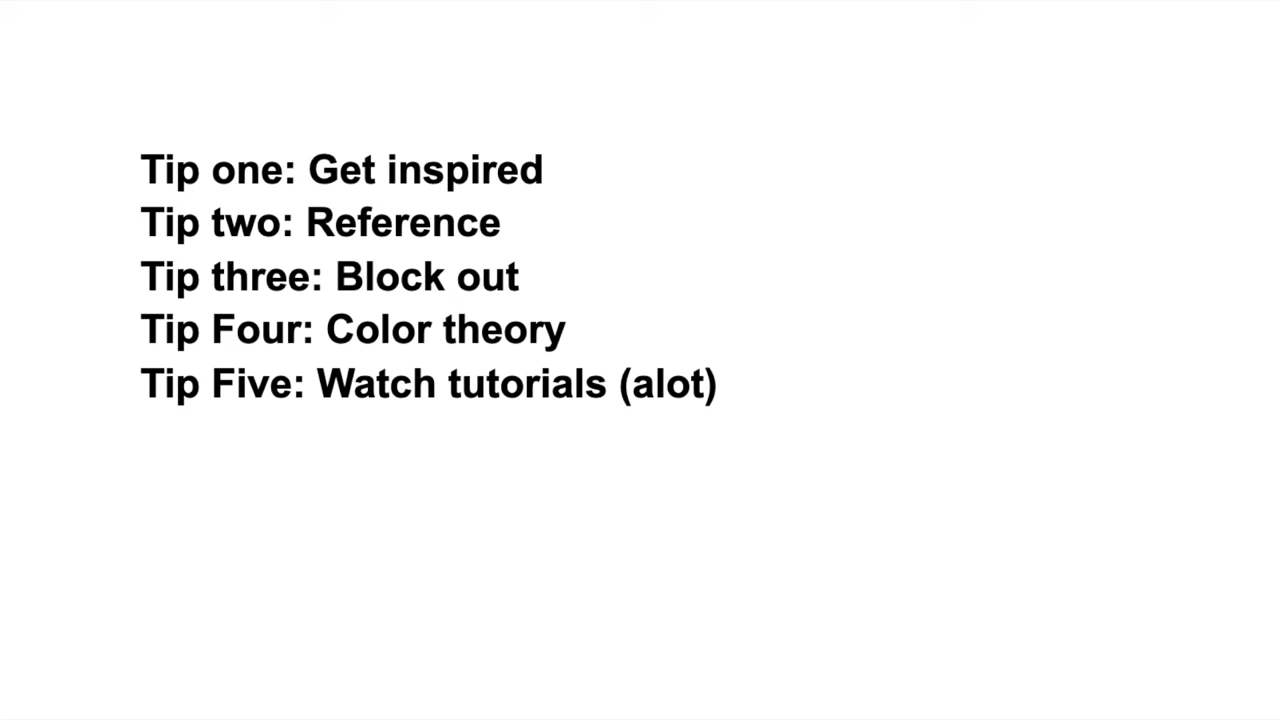 Tip one: Get inspired
Tip two: Reference
Tip three: Block out
Tip Four: Color theory
Tip Five: Watch tutorials (alot)